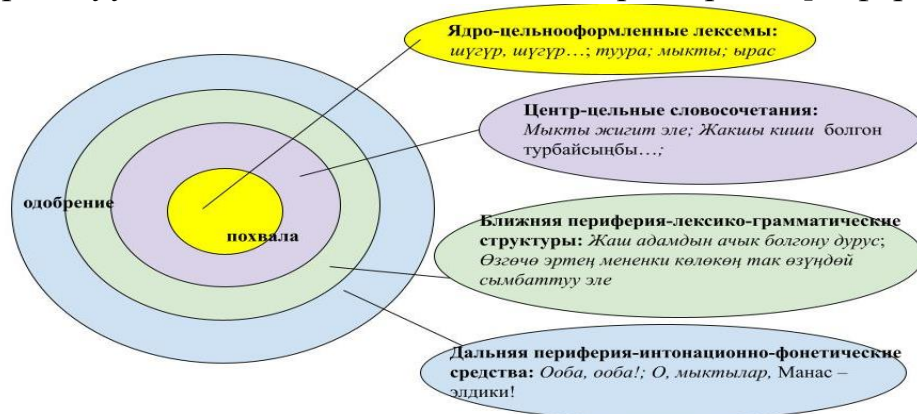 Ядро-цельнооформленные лексемы:
шүгүр, шүгүр…; туура; мыкты; ырас
Центр-цельные словосочетания:
Мыкты жигит эле; Жакшы киши болгон
турбайсыңбы…;
одобрение
похвала
Ближняя периферия-лексико-грамматические
структуры: Жаш адамдын ачык болгону дурус;
Өзгөчө эртең мененки көлөкөң так өзүңдөй
сымбаттуу эле
Дальняя периферия-интонационно-фонетические
средства: Ооба, ооба!; О, мыктылар, Манас –
элдики!